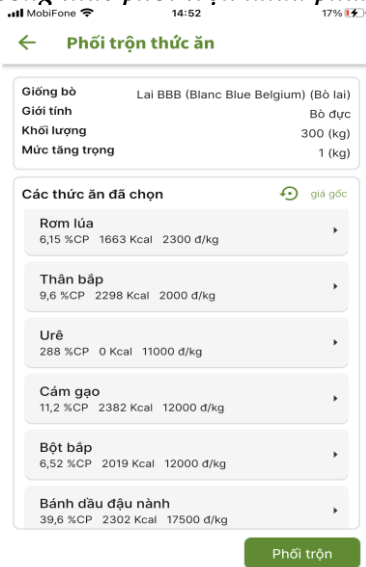 MobiFone 14:52 17%
Phối trộn thức ăn
Giống bò Lai BBB (Blanc Blue Belgium) (Bò lai)
Giới tính Bò đực
Khối lượng 300 (kg)
Mức tăng trọng 1 (kg)
Các thức ăn đã chọn giá gốc
Rơm lúa
6,15 %CP 1663 Kcal 2300 đ/kg
Thân bắp
9,6 %CP 2298 Kcal 2000 đ/kg
Urê
288 %CP 0 Kcal 11000 đ/kg
Cám gạo
11,2 %CP 2382 Kcal 12000 đ/kg
Bột bắp
6,52 %CP 2019 Kcal 12000 đ/kg
Bánh dầu đậu nành
39,6 %CP 2302 Kcal 17500 đ/kg
Phối trộn